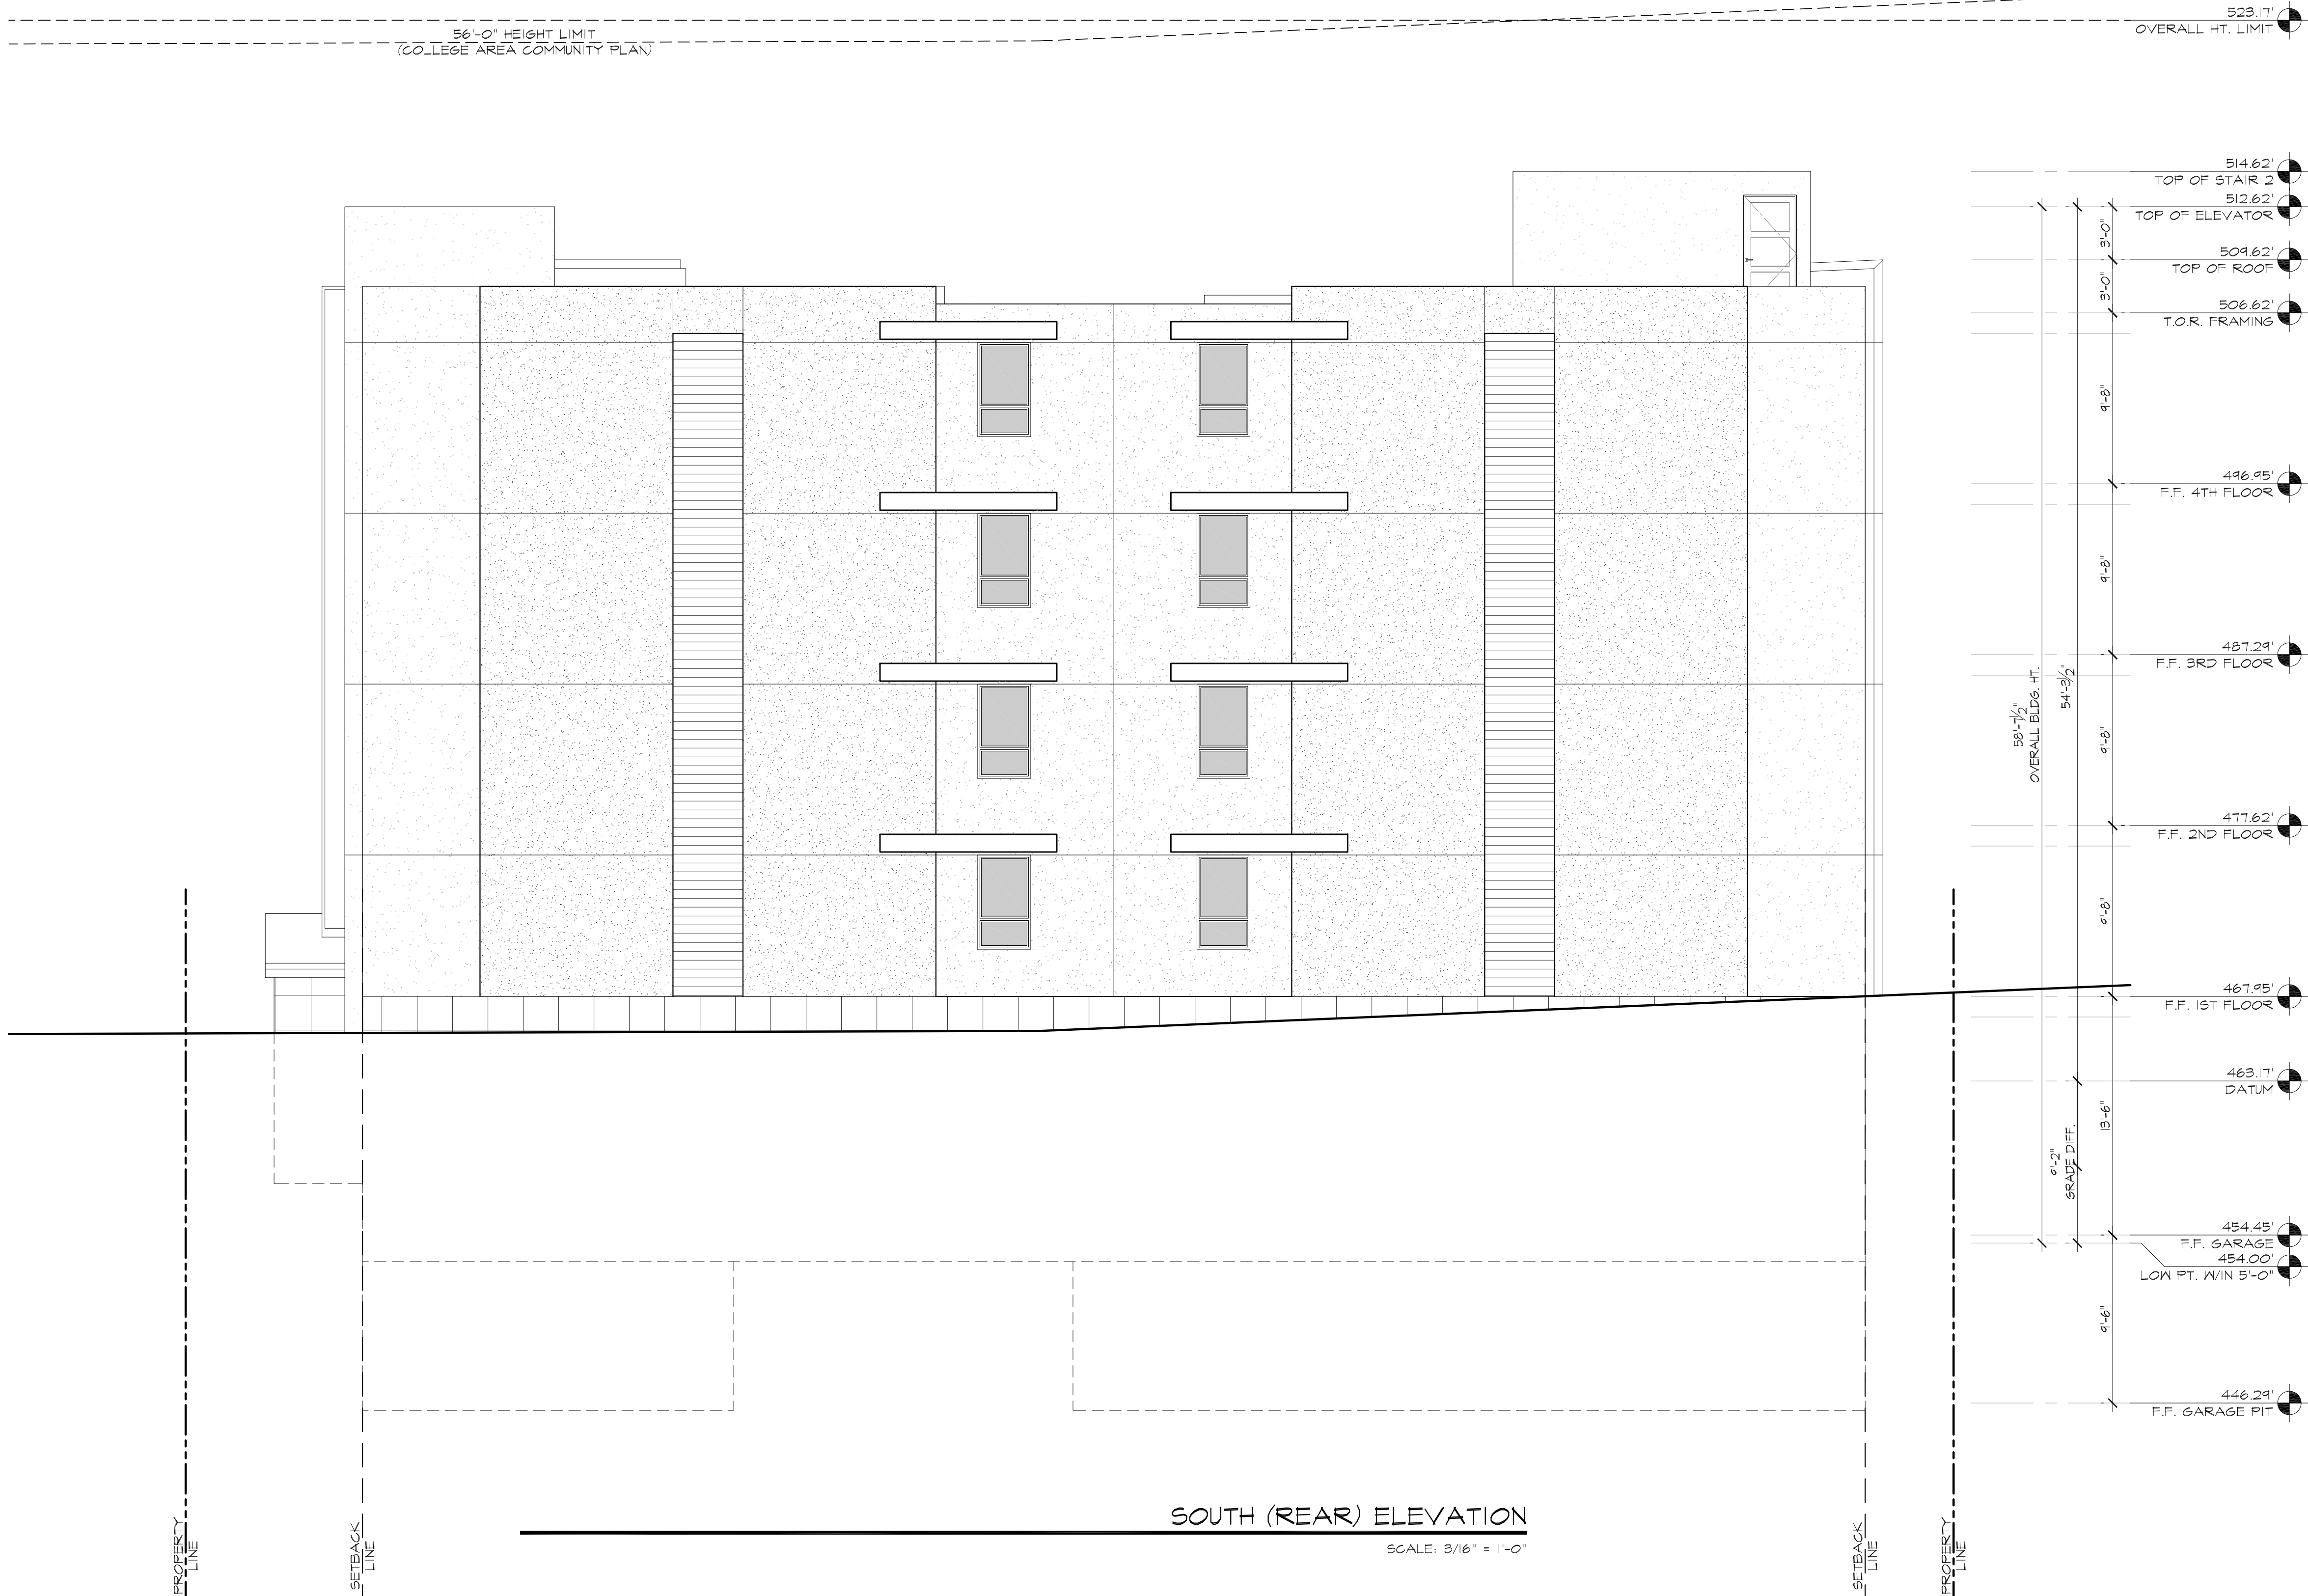 523.17'
OVERALL HT. LIMIT
56'-0" HEIGHT LIMIT
(COLLEGE AREA COMMUNITY PLAN)
514.62'
TOP OF STAIR 2
512.62'
TOP OF ELEVATOR
3'-0"
509.62'
TOP OF ROOF
3'-0"
506.62'
T.O.R. FRAMING
9'-8"
496.95'
F.F. 4TH FLOOR
9'-8"
487.29'
F.F. 3RD FLOOR
58'-7½"
OVERALL BLDG. HT.
54'-3½"
9'-8"
477.62'
F.F. 2ND FLOOR
9'-8"
467.95'
F.F. 1ST FLOOR
463.17'
DATUM
13'-6"
9'-2"
GRADE DIFF.
454.45'
F.F. GARAGE
454.00'
LOW PT. W/IN 5'-0"
9'-6"
446.29'
F.F. GARAGE PIT
SOUTH (REAR) ELEVATION
SCALE: 3/16" = 1'-0"
PROPERTY
LINE
SETBACK
LINE
SETBACK
LINE
PROPERTY
LINE